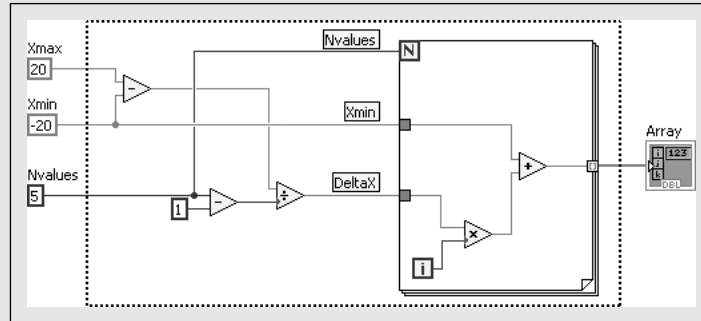 Nvalues
N
Xmax
20
-
Xmin
-20
Xmin
Array
i
j
k
123
DBL
+
Nvalues
5
1
-
÷
DeltaX
x
i